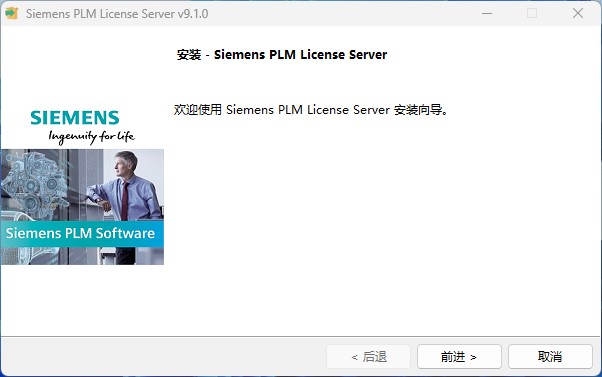 Siemens PLM License Server v9.1.0
安装 - Siemens PLM License Server
欢迎使用 Siemens PLM License Server 安装向导。
SIEMENS
Ingenuity for life
Siemens PLM Software
< 后退
前进 >
取消